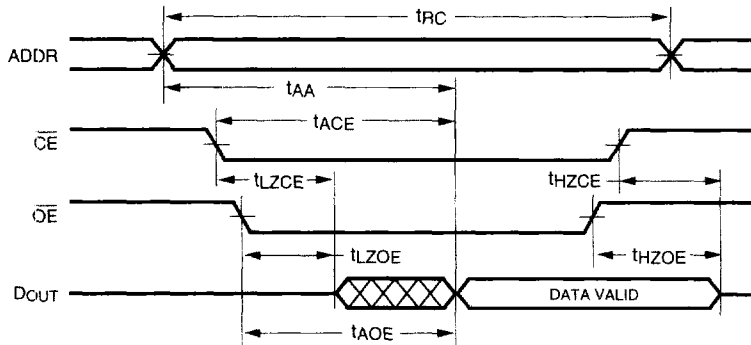 tRC
ADDR
tAA
tACE
CE
tLZCE
tHZCE
OE
tLZOE
tHZOE
DOUT
DATA VALID
tAOE